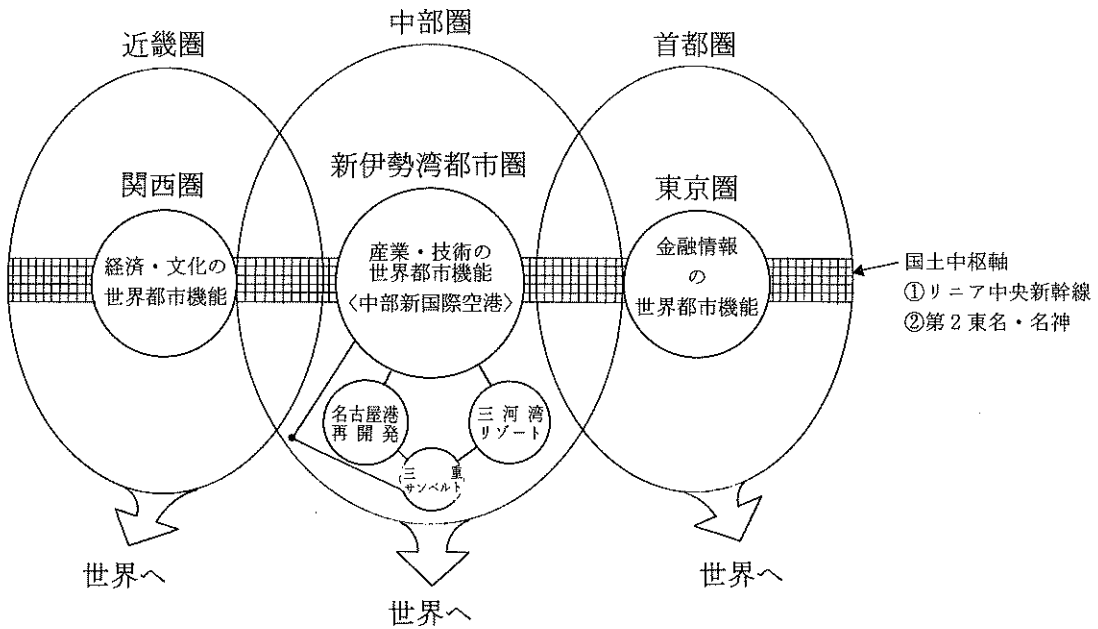 中部圏
近畿圏
首都圏
新伊勢湾都市圏
関西圏
東京圏
経済・文化の
世界都市機能
産業・技術の
世界都市機能
〈中部新国際空港〉
金融情報
の
世界都市機能
国土中枢軸
①リニア中央新幹線
②第2東名・名神
名古屋港
再開発
三河湾
リゾート
三重
サンベルト
世界へ
世界へ
世界へ